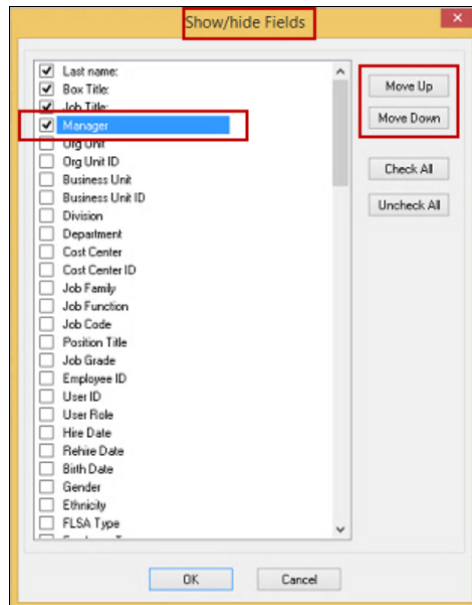 Show/hide Fields
Last name:
Box Title:
Job Title:
Manager
Org Unit
Org Unit ID
Business Unit
Business Unit ID
Division
Department
Cost Center
Cost Center ID
Job Family
Job Function
Job Code
Position Title
Job Grade
Employee ID
User ID
User Role
Hire Date
Rehire Date
Birth Date
Gender
Ethnicity
FLSA Type
Move Up
Move Down
Check All
Uncheck All
OK
Cancel